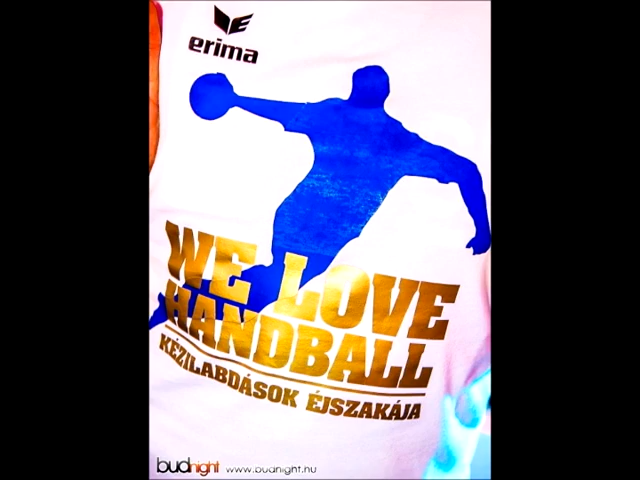 erima
WE LOVE
HANDBALL
KÉZILABDÁSOK ÉJSZAKÁJA
budnight www.budnight.hu